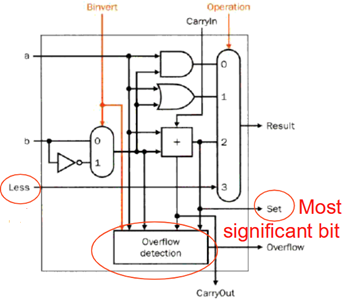 Binvert
Operation
CarryIn
a
0
1
b
0
1
+
2
Result
Less
3
Set
Most
significant bit
Overflow
detection
Overflow
CarryOut